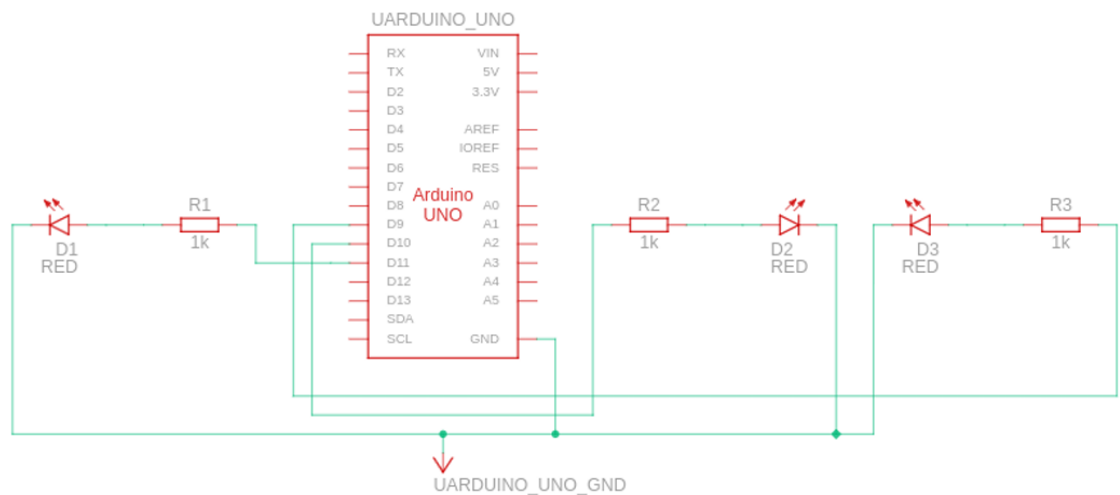 UARDUINO_UNO
RX VIN
TX 5V
D2 3.3V
D3
D4 AREF
D5 IOREF
D6 RES
D7
Arduino
UNO
D8 A0
D9 A1
D10 A2
D11 A3
D12 A4
D13 A5
SDA
SCL GND
R1
1k
D1
RED
R2
1k
D2
RED
D3
RED
R3
1k
UARDUINO_UNO_GND